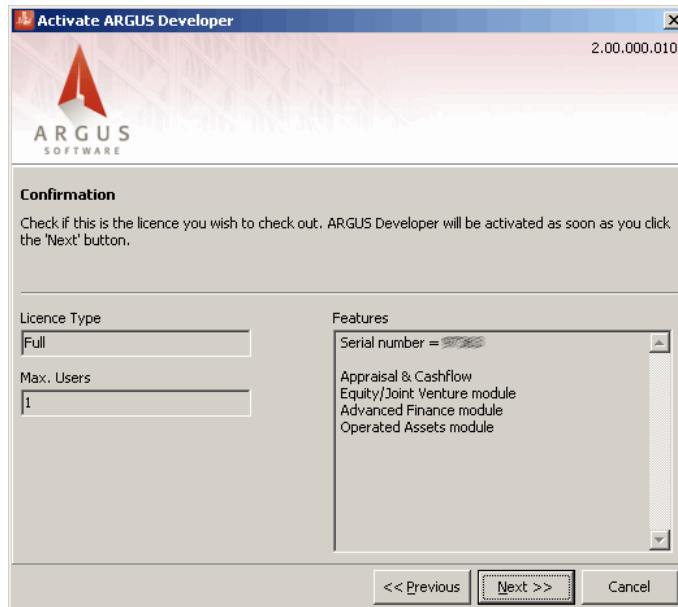 Activate ARGUS Developer
2.00.000.010
ARGUS
SOFTWARE
Confirmation
Check if this is the licence you wish to check out. ARGUS Developer will be activated as soon as you click
the 'Next' button.
Licence Type
Full
Max. Users
1
Features
Serial number =
Appraisal & Cashflow
Equity/Joint Venture module
Advanced Finance module
Operated Assets module
<< Previous
Next >>
Cancel